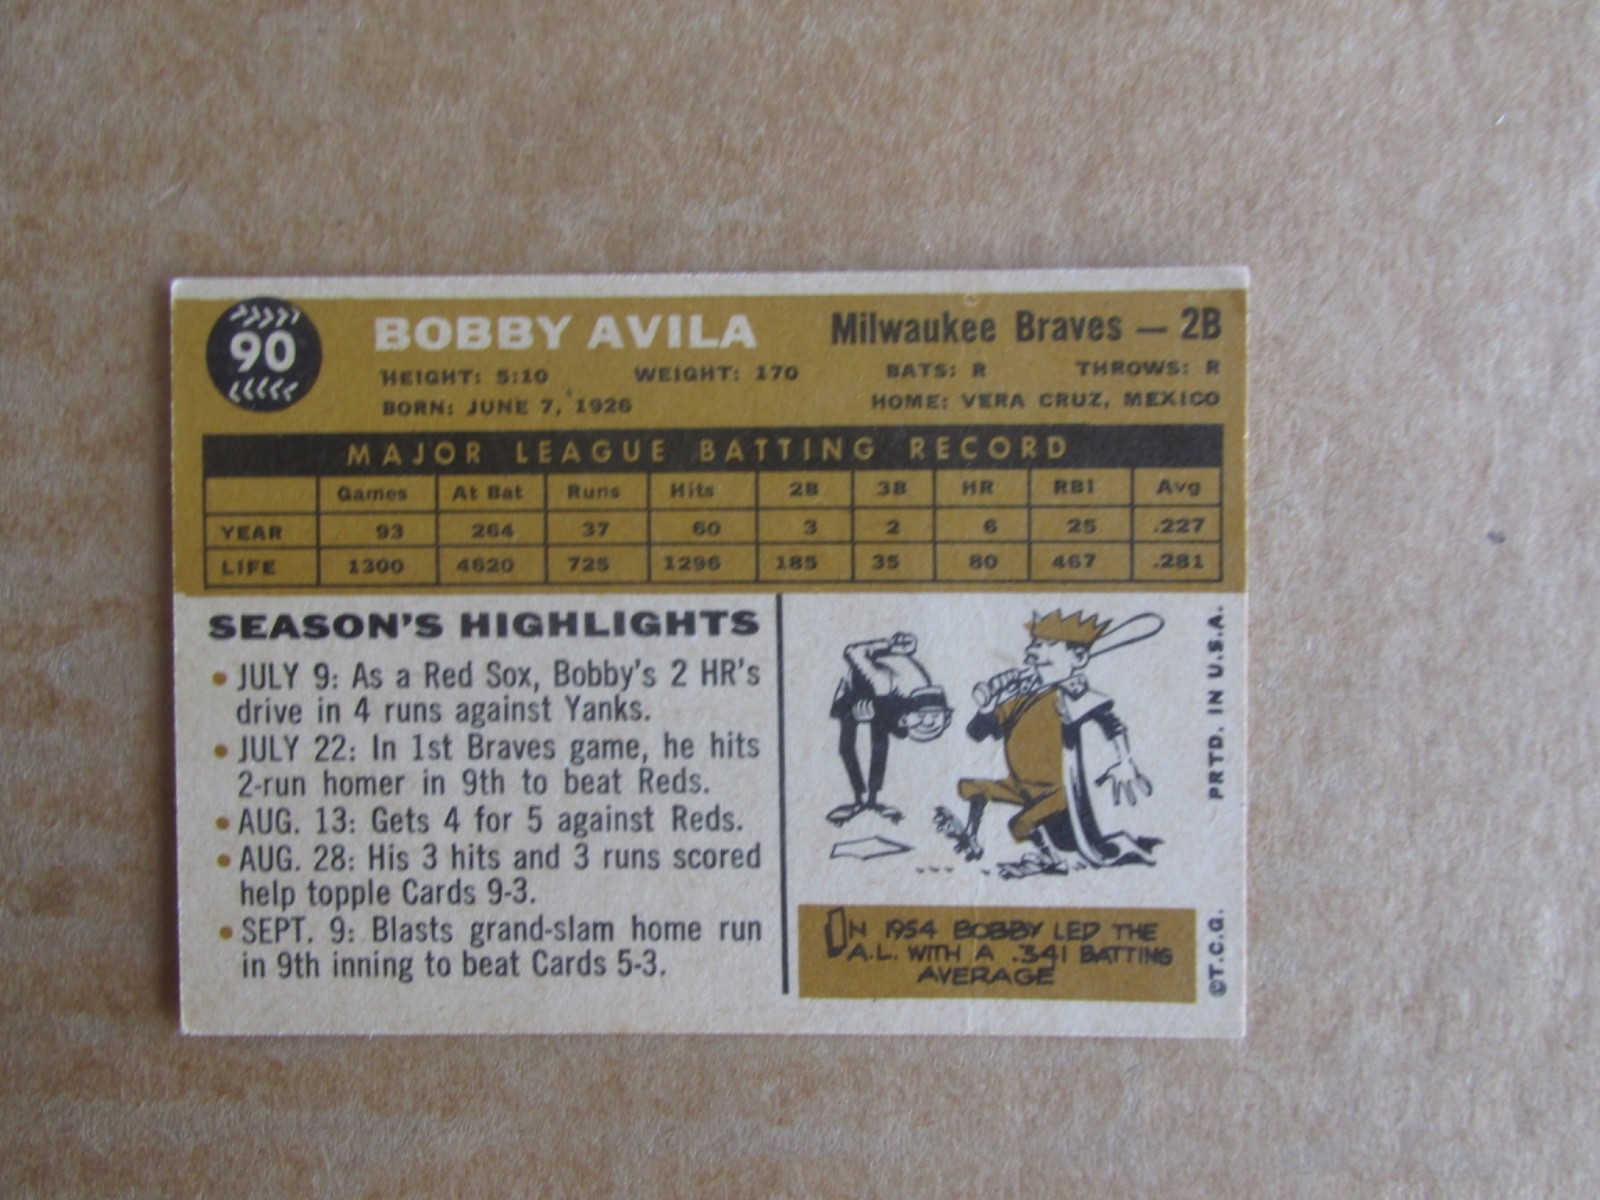 90
BOBBY AVILA
Milwaukee Braves — 2B
HEIGHT: 5:10 WEIGHT: 170 BATS: R THROWS: R
BORN: JUNE 7, 1926 HOME: VERA CRUZ, MEXICO
MAJOR LEAGUE BATTING RECORD
Games At Bat Runs Hits 2B 3B HR RBI Avg
YEAR 93 264 37 60 3 2 6 25 .227
LIFE 1300 4620 725 1296 185 35 80 467 .281
SEASON'S HIGHLIGHTS
• JULY 9: As a Red Sox, Bobby's 2 HR's
drive in 4 runs against Yanks.
• JULY 22: In 1st Braves game, he hits
2-run homer in 9th to beat Reds.
• AUG. 13: Gets 4 for 5 against Reds.
• AUG. 28: His 3 hits and 3 runs scored
help topple Cards 9-3.
• SEPT. 9: Blasts grand-slam home run
in 9th inning to beat Cards 5-3.
IN 1954 BOBBY LED THE
A.L. WITH A .341 BATTING
AVERAGE
©T.C.G. PRTD. IN U.S.A.